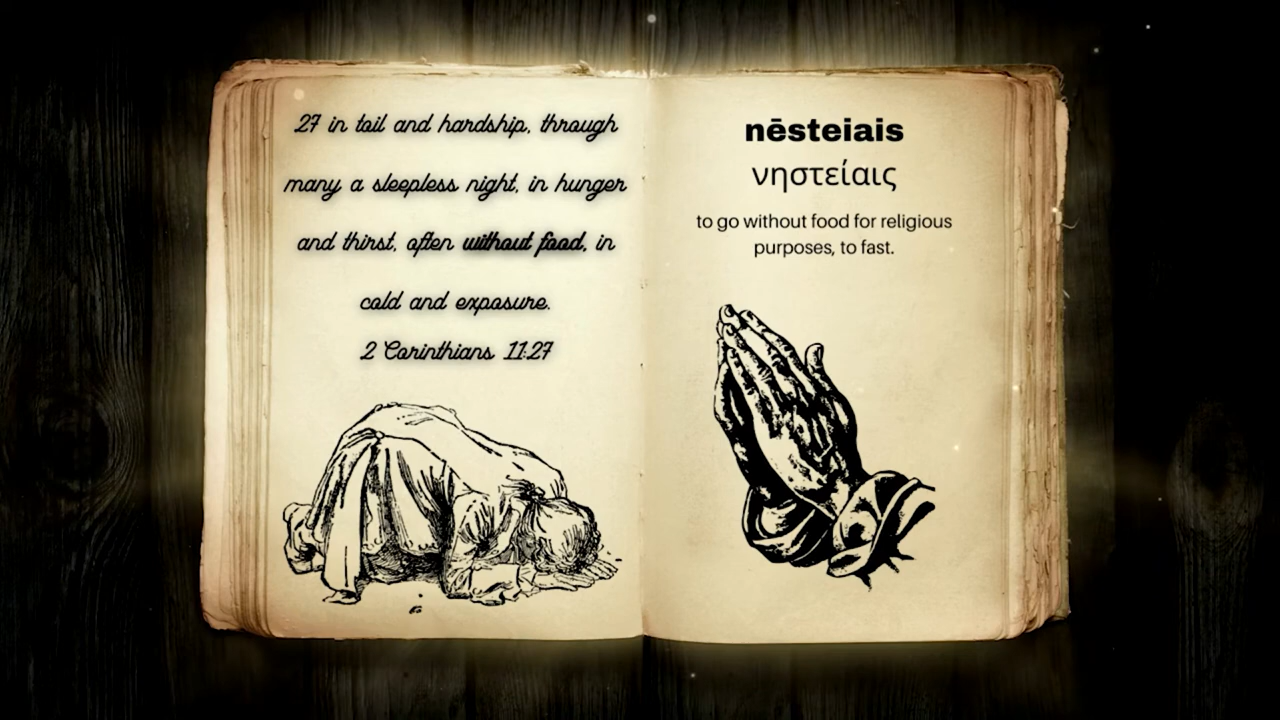 27 in toil and hardship, through
many a sleepless night, in hunger
and thirst, often without food, in
cold and exposure.
2 Corinthians 11:27
nēsteiais
νηστείαις
to go without food for religious
purposes, to fast.